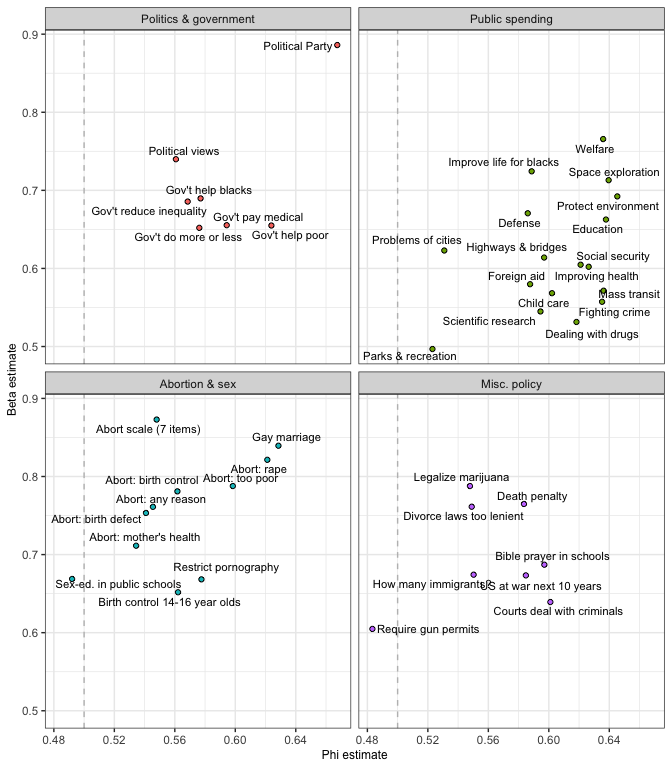 Politics & government
Public spending
0.9
0.8
0.7
0.6
0.5
Political Party
Political views
Gov't help blacks
Gov't reduce inequality
Gov't pay medical
Gov't do more or less
Gov't help poor
Welfare
Improve life for blacks
Space exploration
Protect environment
Defense
Education
Problems of cities
Highways & bridges
Social security
Foreign aid
Improving health
Mass transit
Child care
Fighting crime
Scientific research
Dealing with drugs
Parks & recreation
Beta estimate
Abortion & sex
Misc. policy
0.9
0.8
0.7
0.6
0.5
Abort scale (7 items)
Gay marriage
Abort: rape
Abort: birth control
Abort: too poor
Abort: any reason
Abort: birth defect
Abort: mother's health
Restrict pornography
Sex-ed. in public schools
Birth control 14-16 year olds
Legalize marijuana
Death penalty
Divorce laws too lenient
Bible prayer in schools
How many immigrants?
US at war next 10 years
Courts deal with criminals
Require gun permits
0.48
0.52
0.56
0.60
0.64
0.48
0.52
0.56
0.60
0.64
Phi estimate